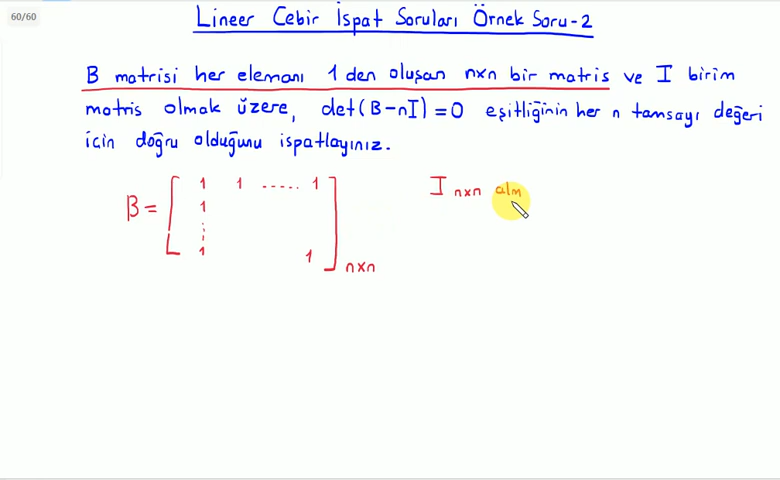 60/60
Lineer Cebir İspat Soruları Örnek Soru-2
B matrisi her elemanı 1 den oluşan nxn bir matris ve I birim
matris olmak üzere, det(B-nI)=0 eşitliğinin her n tamsayı değeri
için doğru olduğunu ispatlayınız.
B = [ 1 1 ..... 1
1
⋮
1 1 ] nxn
I nxn alm